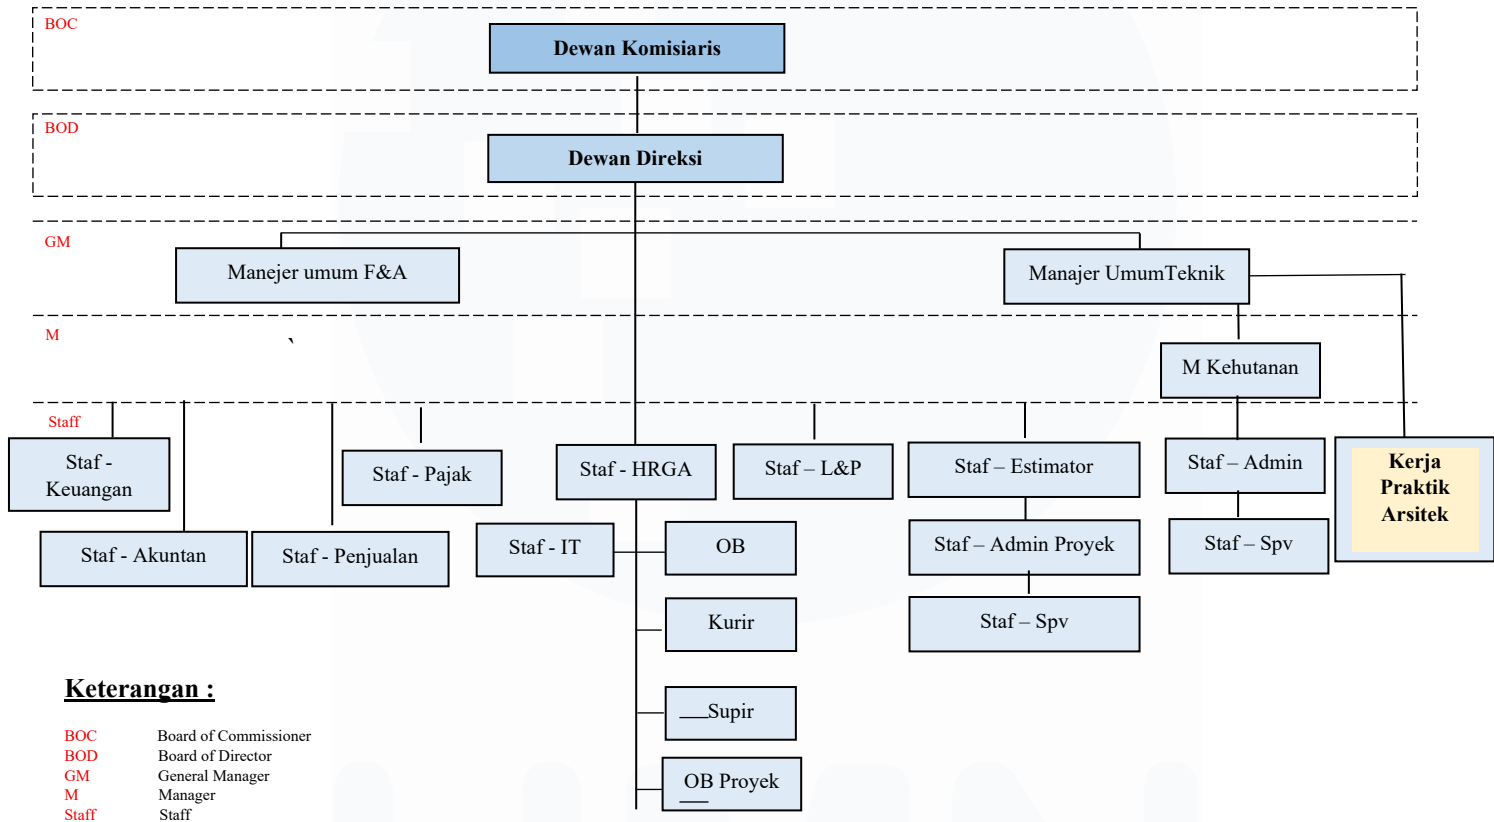 BOC
Dewan Komisiaris
BOD
Dewan Direksi
GM
Manejer umum F&A
Manajer UmumTeknik
M
`
M Kehutanan
Staff
Staf -
Keuangan
Staf - Pajak
Staf - HRGA
Staf – L&P
Staf – Estimator
Staf – Admin
Kerja
Praktik
Arsitek
Staf - Akuntan
Staf - Penjualan
Staf - IT
OB
Staf – Admin Proyek
Staf – Spv
Kurir
Staf – Spv
Supir
OB Proyek
Keterangan :
BOC Board of Commissioner
BOD Board of Director
GM General Manager
M Manager
Staff Staff